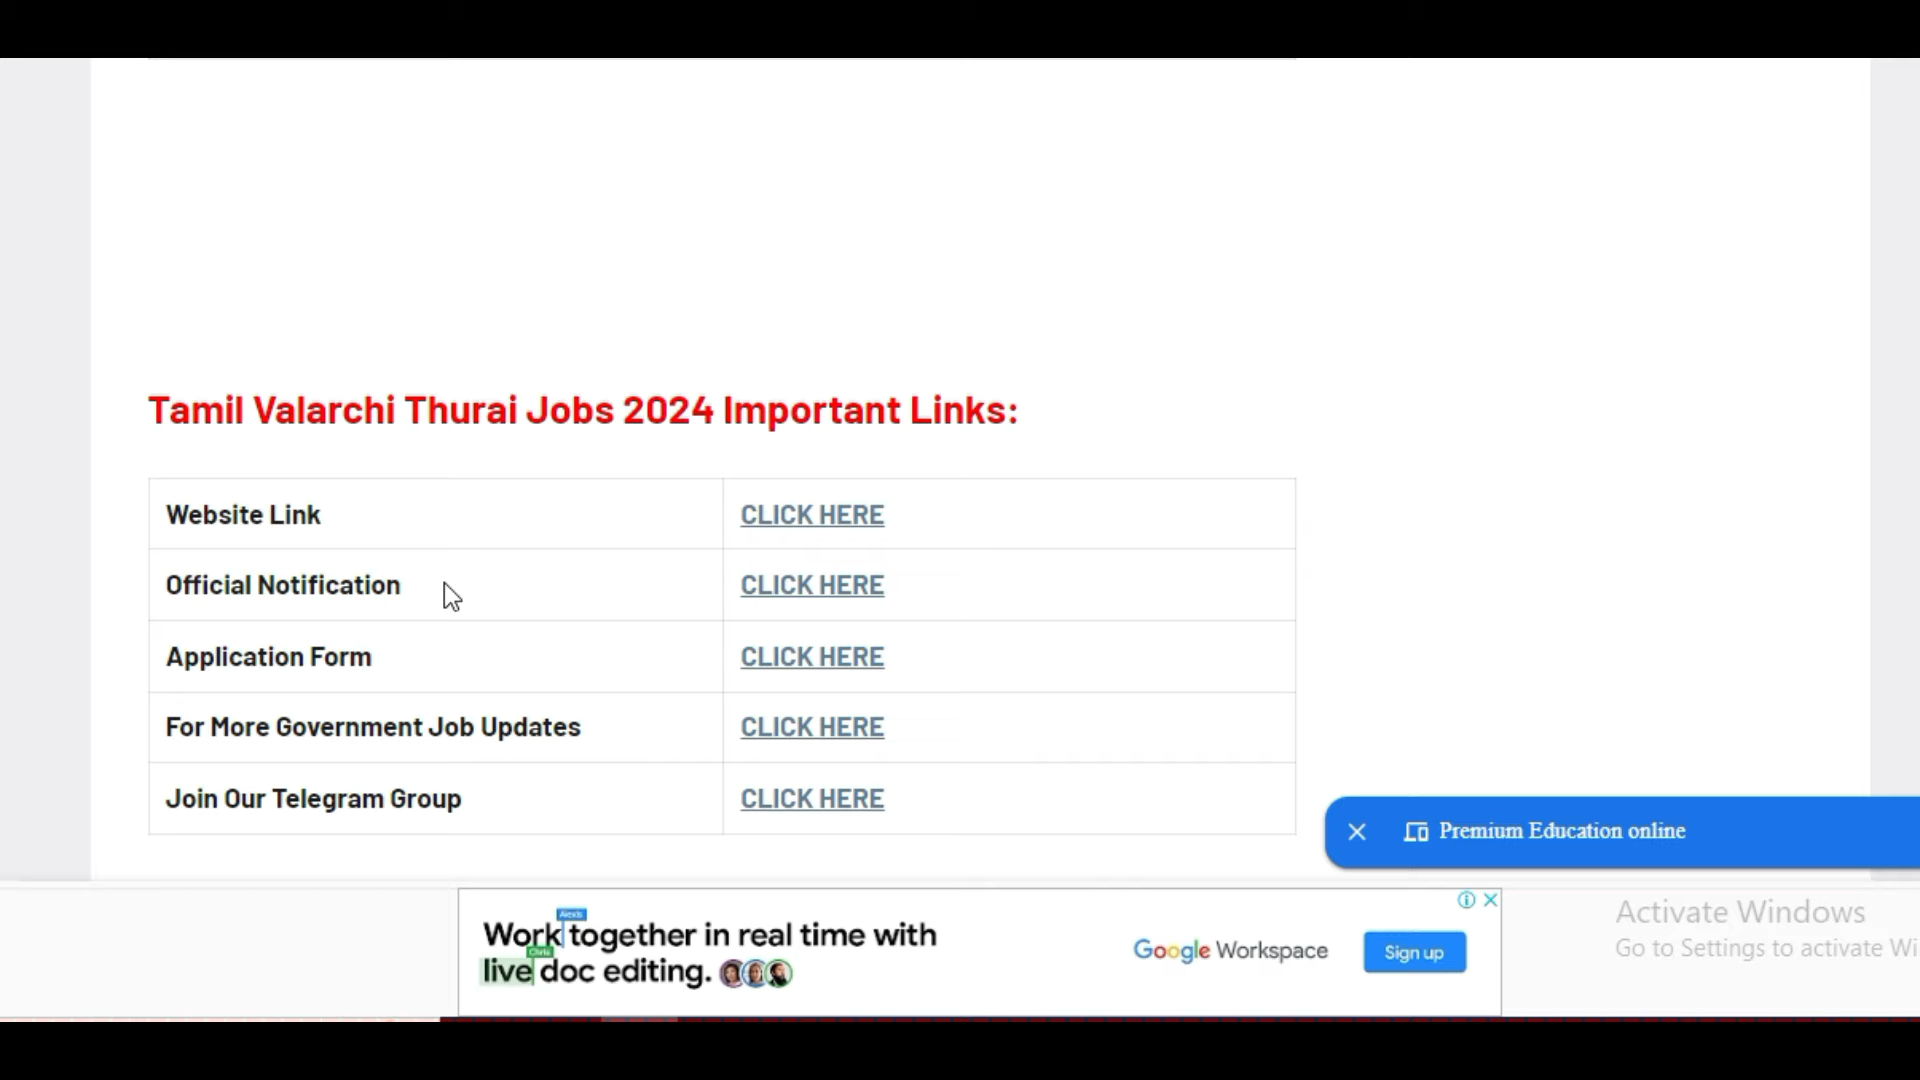 Tamil Valarchi Thurai Jobs 2024 Important Links:
Website Link CLICK HERE
Official Notification CLICK HERE
Application Form CLICK HERE
For More Government Job Updates CLICK HERE
Join Our Telegram Group CLICK HERE
Premium Education online
Alexis
Work together in real time with
Chris
live doc editing.
Google Workspace
Sign up
Activate Windows
Go to Settings to activate Wi